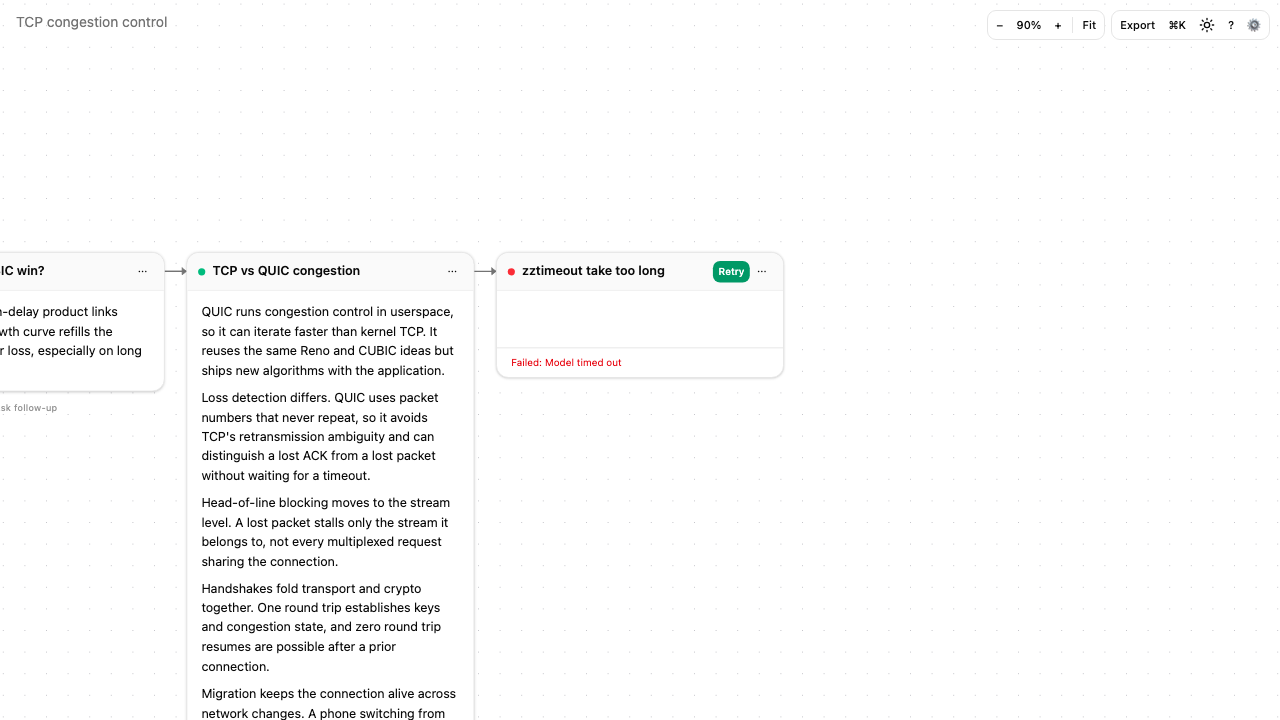 TCP congestion control
− 90% + Fit
Export ⌘K ?
IC win?
···
-delay product links
wth curve refills the
r loss, especially on long
sk follow-up
TCP vs QUIC congestion
···
QUIC runs congestion control in userspace,
so it can iterate faster than kernel TCP. It
reuses the same Reno and CUBIC ideas but
ships new algorithms with the application.
Loss detection differs. QUIC uses packet
numbers that never repeat, so it avoids
TCP's retransmission ambiguity and can
distinguish a lost ACK from a lost packet
without waiting for a timeout.
Head-of-line blocking moves to the stream
level. A lost packet stalls only the stream it
belongs to, not every multiplexed request
sharing the connection.
Handshakes fold transport and crypto
together. One round trip establishes keys
and congestion state, and zero round trip
resumes are possible after a prior
connection.
Migration keeps the connection alive across
network changes. A phone switching from
zztimeout take too long
Retry
···
Failed: Model timed out